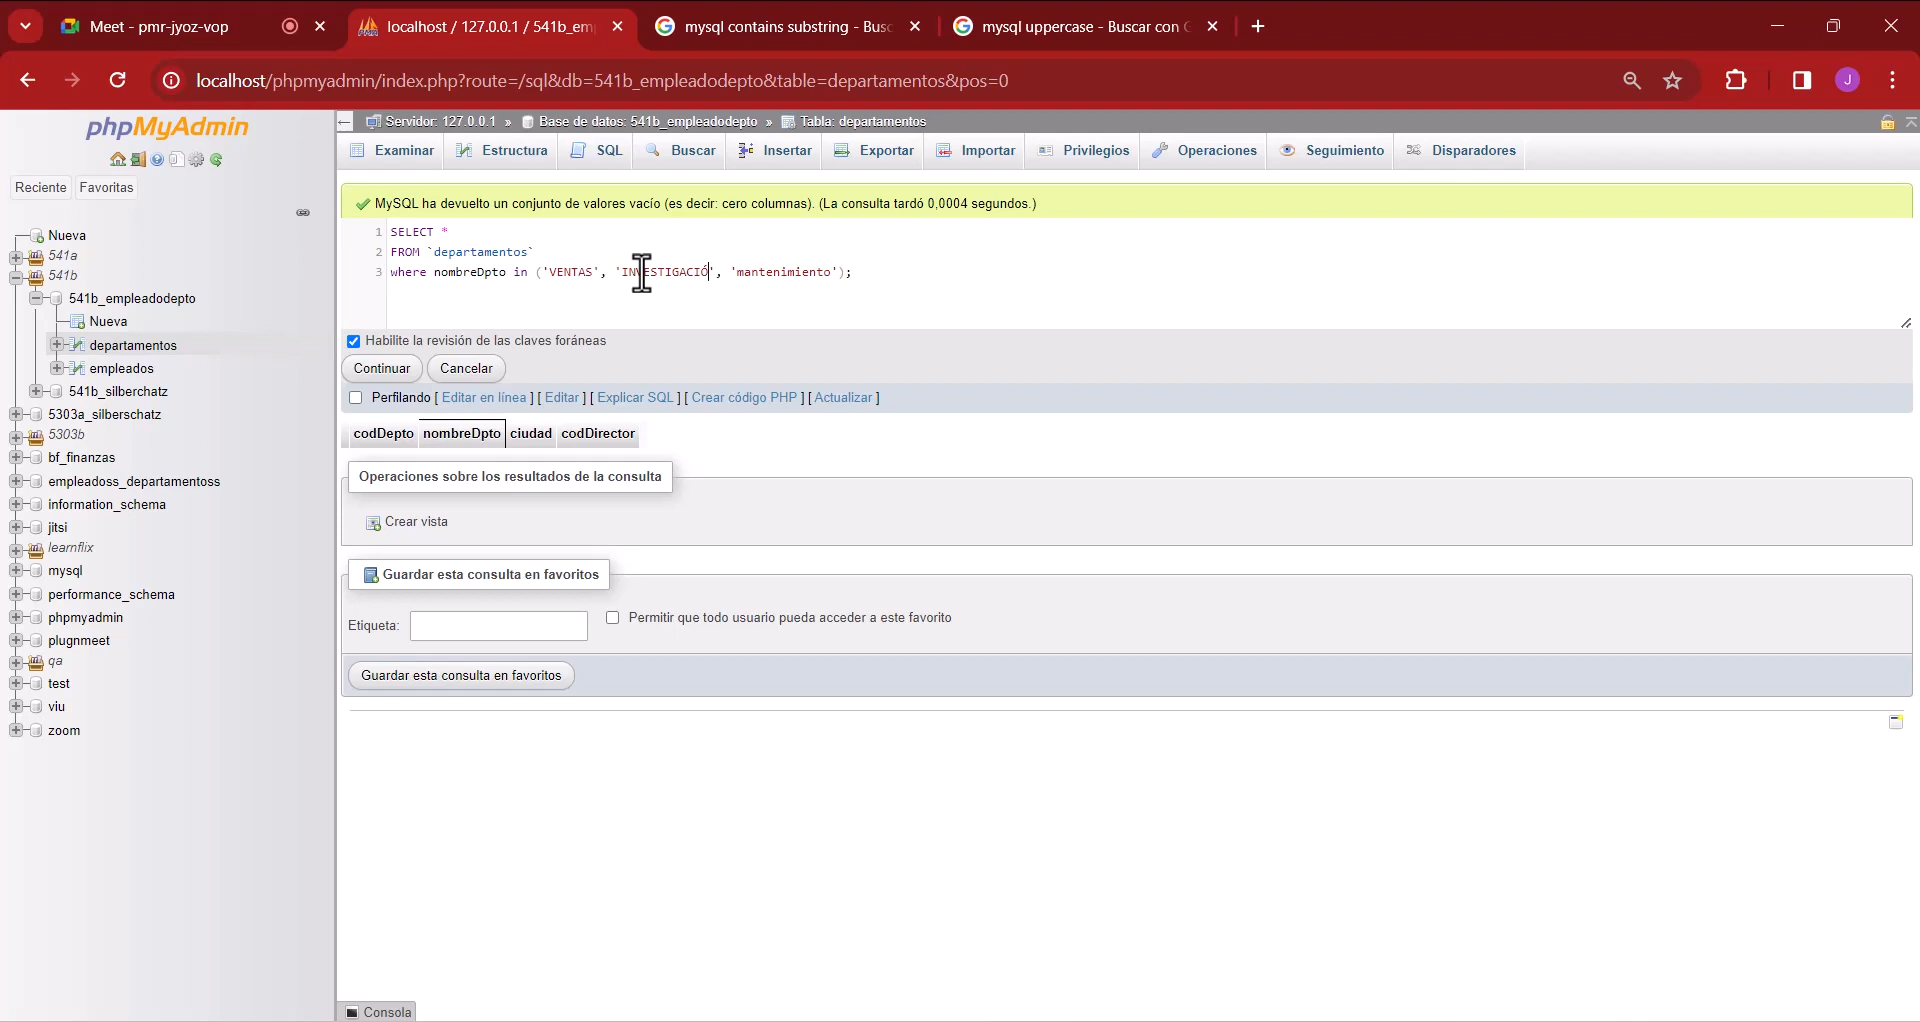 Meet - pmr-jyoz-vop
localhost / 127.0.0.1 / 541b_em
mysql contains substring - Busc
mysql uppercase - Buscar con G
localhost/phpmyadmin/index.php?route=/sql&db=541b_empleadodepto&table=departamentos&pos=0
J
phpMyAdmin
Reciente
Favoritas
Nueva
541a
541b
541b_empleadodepto
Nueva
departamentos
empleados
541b_silberchatz
5303a_silberschatz
5303b
bf_finanzas
empleadoss_departamentoss
information_schema
jitsi
learnflix
mysql
performance_schema
phpmyadmin
plugnmeet
qa
test
viu
zoom
Servidor: 127.0.0.1 » Base de datos: 541b_empleadodepto » Tabla: departamentos
Examinar
Estructura
SQL
Buscar
Insertar
Exportar
Importar
Privilegios
Operaciones
Seguimiento
Disparadores
MySQL ha devuelto un conjunto de valores vacío (es decir: cero columnas). (La consulta tardó 0,0004 segundos.)
1 SELECT *
2 FROM `departamentos`
3 where nombreDpto in ('VENTAS', 'INVESTIGACIÓ', 'mantenimiento');
Habilite la revisión de las claves foráneas
Continuar
Cancelar
Perfilando [ Editar en línea ] [ Editar ] [ Explicar SQL ] [ Crear código PHP ] [ Actualizar ]
codDepto nombreDpto ciudad codDirector
Operaciones sobre los resultados de la consulta
Crear vista
Guardar esta consulta en favoritos
Etiqueta:
Permitir que todo usuario pueda acceder a este favorito
Guardar esta consulta en favoritos
Consola